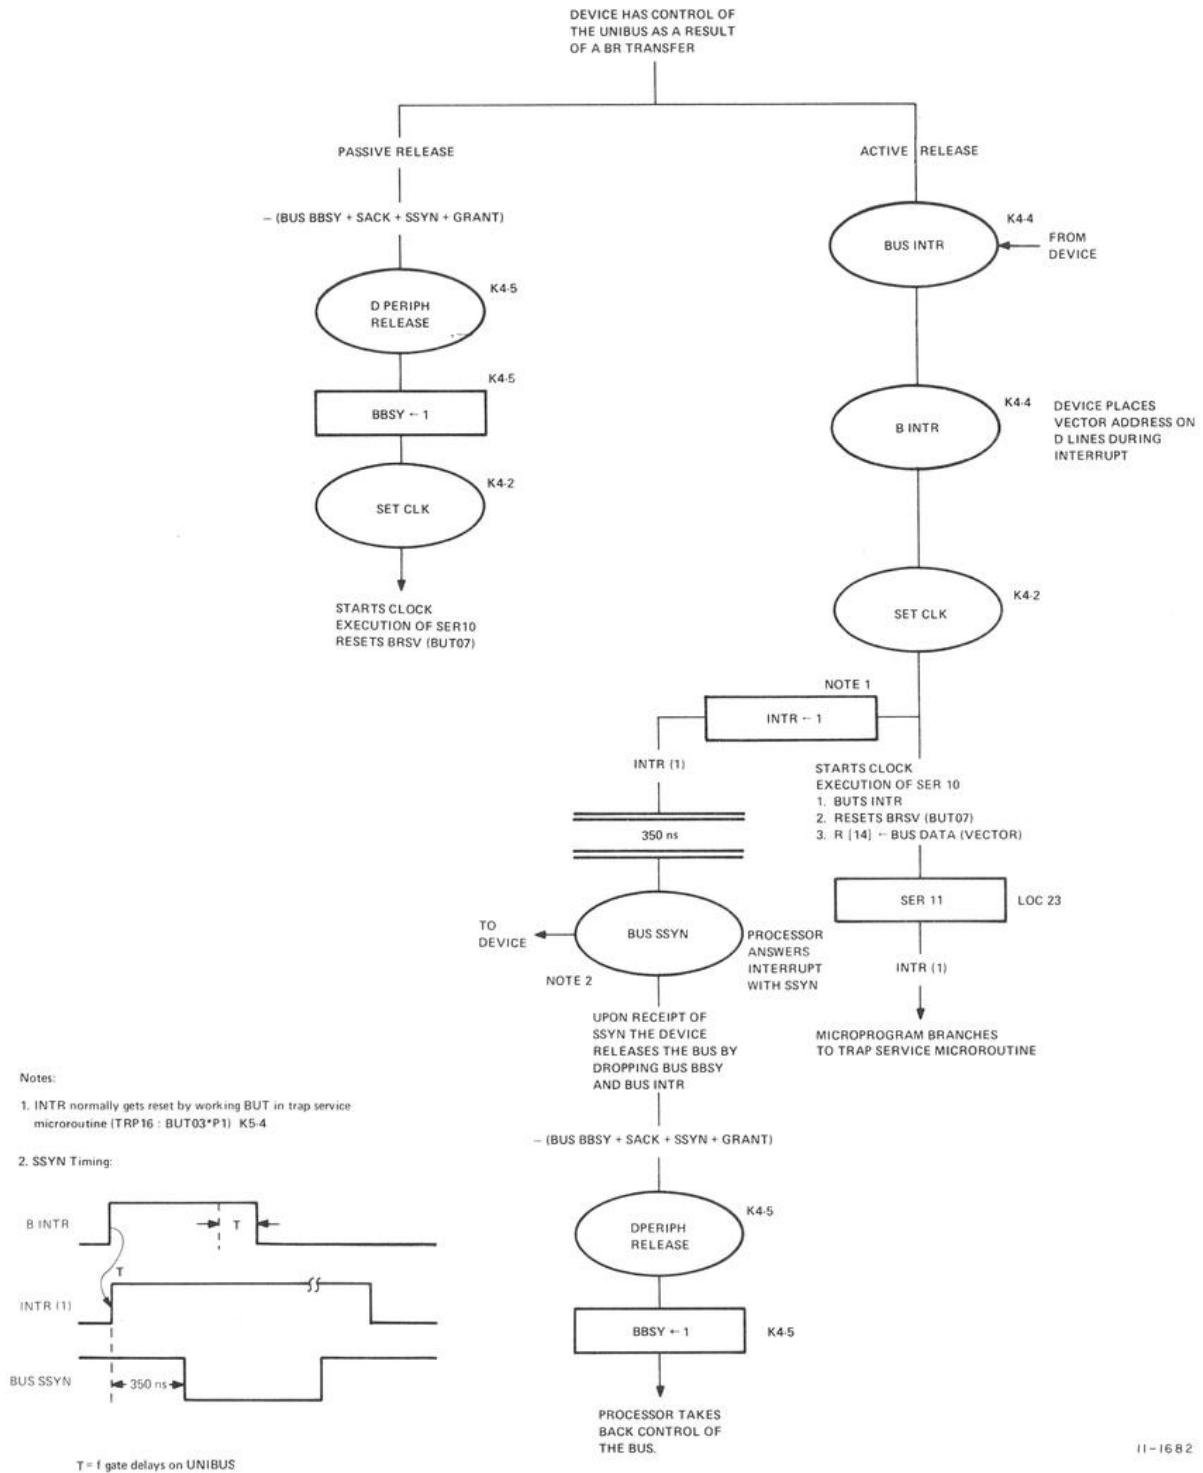 DEVICE HAS CONTROL OF
THE UNIBUS AS A RESULT
OF A BR TRANSFER
PASSIVE RELEASE
ACTIVE RELEASE
– (BUS BBSY + SACK + SSYN + GRANT)
K4-4
BUS INTR
FROM
DEVICE
K4-5
D PERIPH
RELEASE
K4-5
BBSY ← 1
K4-4
B INTR
DEVICE PLACES
VECTOR ADDRESS ON
D LINES DURING
INTERRUPT
K4-2
SET CLK
STARTS CLOCK
EXECUTION OF SER10
RESETS BRSV (BUT07)
K4-2
SET CLK
NOTE 1
INTR ← 1
INTR (1)
STARTS CLOCK
EXECUTION OF SER 10
1. BUTS INTR
2. RESETS BRSV (BUT07)
3. R [14] ← BUS DATA (VECTOR)
350 ns
SER 11
LOC 23
TO
DEVICE
BUS SSYN
PROCESSOR
ANSWERS
INTERRUPT
WITH SSYN
NOTE 2
INTR (1)
UPON RECEIPT OF
SSYN THE DEVICE
RELEASES THE BUS BY
DROPPING BUS BBSY
AND BUS INTR
MICROPROGRAM BRANCHES
TO TRAP SERVICE MICROROUTINE
– (BUS BBSY + SACK + SSYN + GRANT)
K4-5
DPERIPH
RELEASE
BBSY ← 1
K4-5
PROCESSOR TAKES
BACK CONTROL OF
THE BUS.
Notes:
1. INTR normally gets reset by working BUT in trap service
microroutine (TRP16 : BUT03*P1) K5-4
2. SSYN Timing:
B INTR
T
T
INTR (1)
BUS SSYN
350 ns
T = f gate delays on UNIBUS
11-1682